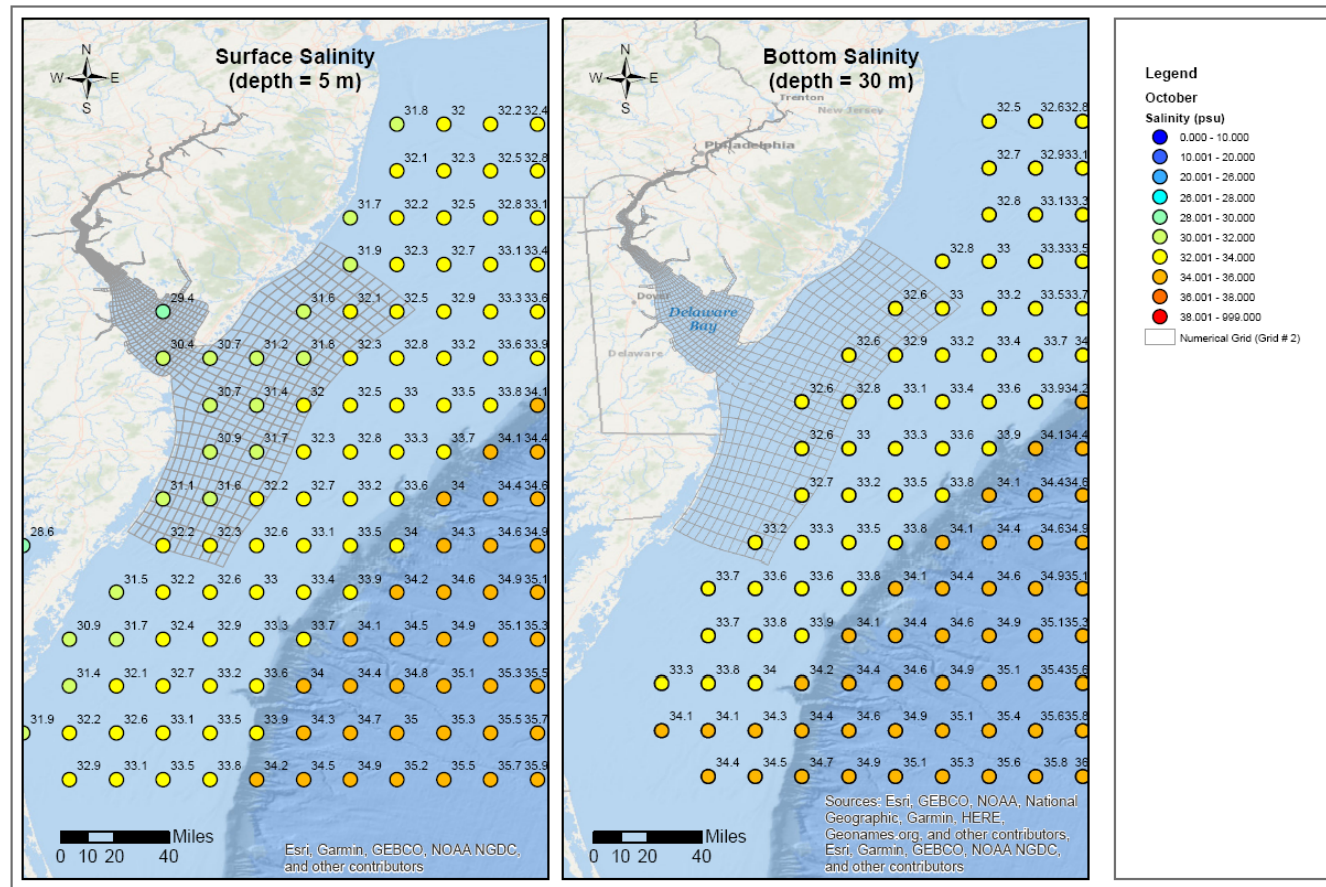 Surface Salinity
(depth = 5 m)
N
W E
S
31.8 32 32.2 32.4
32.1 32.3 32.5 32.8
31.7 32.2 32.5 32.8 33.1
31.9 32.3 32.7 33.1 33.4
29.4 31.6 32.1 32.5 32.9 33.3 33.6
30.4 30.7 31.2 31.8 32.3 32.8 33.2 33.6 33.9
30.7 31.4 32 32.5 33 33.5 33.8 34.1
30.9 31.7 32.3 32.8 33.3 33.7 34.1 34.4
31.1 31.6 32.2 32.7 33.2 33.6 34 34.4 34.6
28.6 32.2 32.3 32.6 33.1 33.5 34 34.3 34.6 34.9
31.5 32.2 32.6 33 33.4 33.9 34.2 34.6 34.9 35.1
30.9 31.7 32.4 32.9 33.3 33.7 34.1 34.5 34.9 35.1 35.3
31.4 32.1 32.7 33.2 33.6 34 34.4 34.8 35.1 35.3 35.5
31.9 32.2 32.6 33.1 33.5 33.9 34.3 34.7 35 35.3 35.5 35.7
32.9 33.1 33.5 33.8 34.2 34.5 34.9 35.2 35.5 35.7 35.9
Miles
0 10 20 40
Esri, Garmin, GEBCO, NOAA NGDC,
and other contributors
Bottom Salinity
(depth = 30 m)
N
W E
S
Trenton
New Jersey
Philadelphia
Dover
Delaware
Bay
Delaware
32.5 32.6 32.8
32.7 32.9 33.1
32.8 33.1 33.3
32.8 33 33.3 33.5
32.6 33 33.2 33.5 33.7
32.6 32.9 33.2 33.4 33.7 34
32.6 32.8 33.1 33.4 33.6 33.9 34.2
32.6 33 33.3 33.6 33.9 34.1 34.4
32.7 33.2 33.5 33.8 34.1 34.4 34.6
33.2 33.3 33.5 33.8 34.1 34.4 34.6 34.9
33.7 33.6 33.6 33.8 34.1 34.4 34.6 34.9 35.1
33.7 33.8 33.9 34.1 34.4 34.6 34.9 35.1 35.3
33.3 33.8 34 34.2 34.4 34.6 34.9 35.1 35.4 35.6
34.1 34.1 34.3 34.4 34.6 34.9 35.1 35.4 35.6 35.8
34.4 34.5 34.7 34.9 35.1 35.3 35.6 35.8 36
Miles
0 10 20 40
Sources: Esri, GEBCO, NOAA, National
Geographic, Garmin, HERE,
Geonames.org, and other contributors,
Esri, Garmin, GEBCO, NOAA NGDC,
and other contributors
Legend
October
Salinity (psu)
0.000 - 10.000
10.001 - 20.000
20.001 - 26.000
26.001 - 28.000
28.001 - 30.000
30.001 - 32.000
32.001 - 34.000
34.001 - 36.000
36.001 - 38.000
38.001 - 999.000
Numerical Grid (Grid # 2)